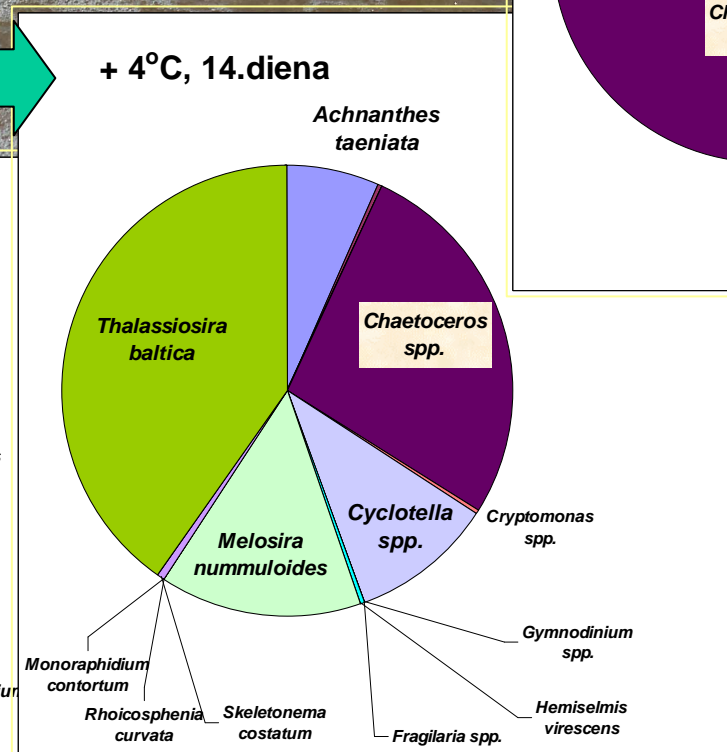 Cl
+ 4°C, 14.diena
Achnanthes
taeniata
Thalassiosira
baltica
Chaetoceros
spp.
Cyclotella
spp.
Cryptomonas
spp.
Melosira
nummuloides
Gymnodinium
spp.
Monoraphidium
contortum
Rhoicosphenia
curvata
Skeletonema
costatum
Fragilaria spp.
Hemiselmis
virescens